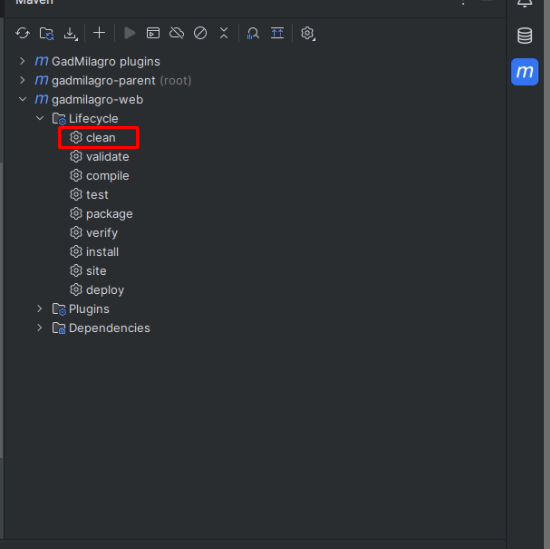 Maven
m GadMilagro plugins
m gadmilagro-parent (root)
m gadmilagro-web
Lifecycle
clean
validate
compile
test
package
verify
install
site
deploy
Plugins
Dependencies
m